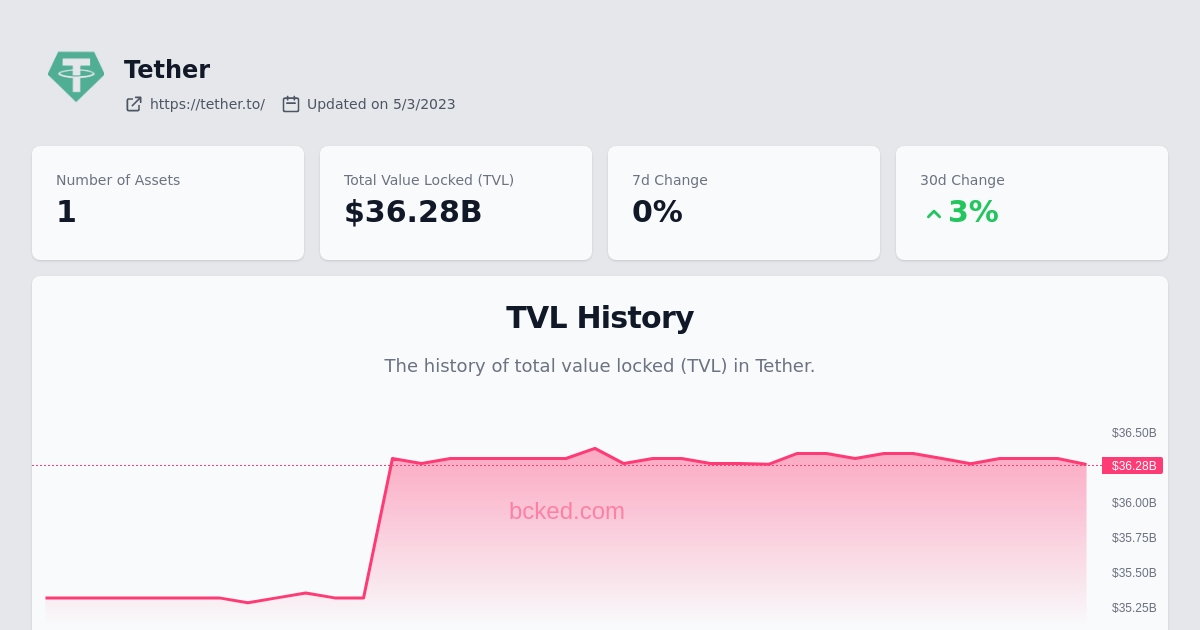 Tether
https://tether.to/ Updated on 5/3/2023
Number of Assets
1
Total Value Locked (TVL)
$36.28B
7d Change
0%
30d Change
3%
TVL History
The history of total value locked (TVL) in Tether.
$36.50B
$36.28B
$36.00B
bcked.com
$35.75B
$35.50B
$35.25B